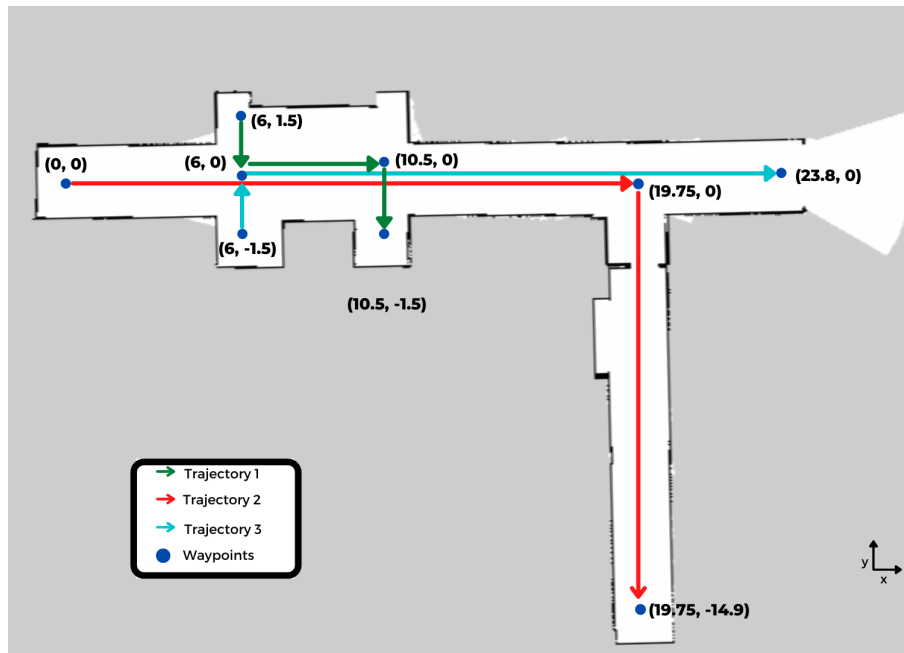 (6, 1.5)
(0, 0)
(6, 0)
(10.5, 0)
(23.8, 0)
(19.75, 0)
(6, -1.5)
(10.5, -1.5)
Trajectory 1
Trajectory 2
Trajectory 3
Waypoints
y
x
(19.75, -14.9)